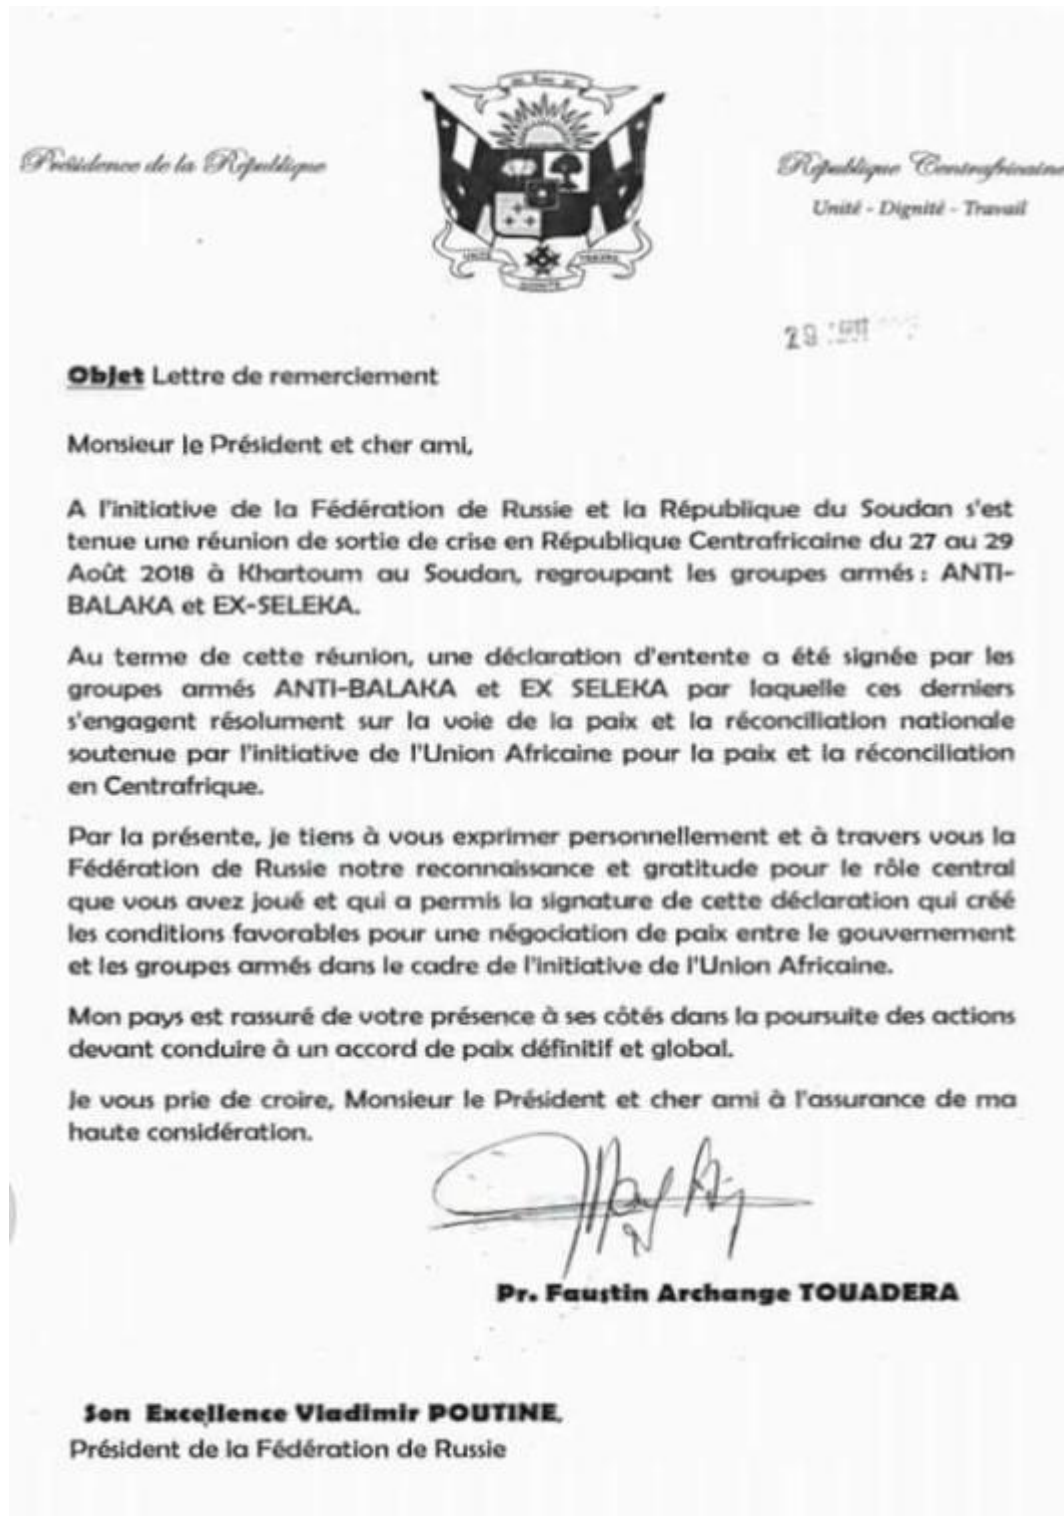 Présidence de la République
République Centrafricaine
Unité - Dignité - Travail
UNITE
TRAVAIL
DIGNITE
Objet Lettre de remerciement
Monsieur le Président et cher ami,
A l'initiative de la Fédération de Russie et la République du Soudan s'est
tenue une réunion de sortie de crise en République Centrafricaine du 27 au 29
Août 2018 à Khartoum au Soudan, regroupant les groupes armés : ANTI-
BALAKA et EX-SELEKA.
Au terme de cette réunion, une déclaration d'entente a été signée par les
groupes armés ANTI-BALAKA et EX SELEKA par laquelle ces derniers
s'engagent résolument sur la voie de la paix et la réconciliation nationale
soutenue par l'initiative de l'Union Africaine pour la paix et la réconciliation
en Centrafrique.
Par la présente, je tiens à vous exprimer personnellement et à travers vous la
Fédération de Russie notre reconnaissance et gratitude pour le rôle central
que vous avez joué et qui a permis la signature de cette déclaration qui créé
les conditions favorables pour une négociation de paix entre le gouvernement
et les groupes armés dans le cadre de l'initiative de l'Union Africaine.
Mon pays est rassuré de votre présence à ses côtés dans la poursuite des actions
devant conduire à un accord de paix définitif et global.
Je vous prie de croire, Monsieur le Président et cher ami à l'assurance de ma
haute considération.
Pr. Faustin Archange TOUADERA
Son Excellence Vladimir POUTINE,
Président de la Fédération de Russie